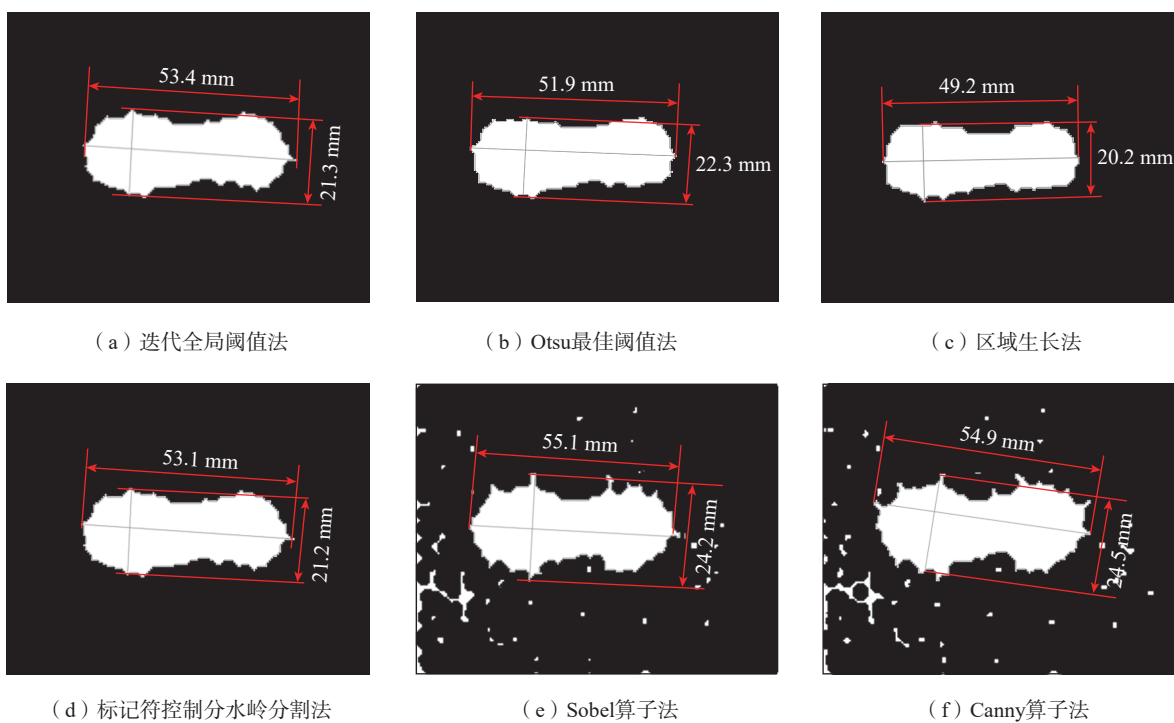 53.4 mm
21.3 mm
51.9 mm
22.3 mm
49.2 mm
20.2 mm
（a）迭代全局阈值法
（b）Otsu最佳阈值法
（c）区域生长法
53.1 mm
21.2 mm
55.1 mm
24.2 mm
54.9 mm
24.5 mm
（d）标记符控制分水岭分割法
（e）Sobel算子法
（f）Canny算子法